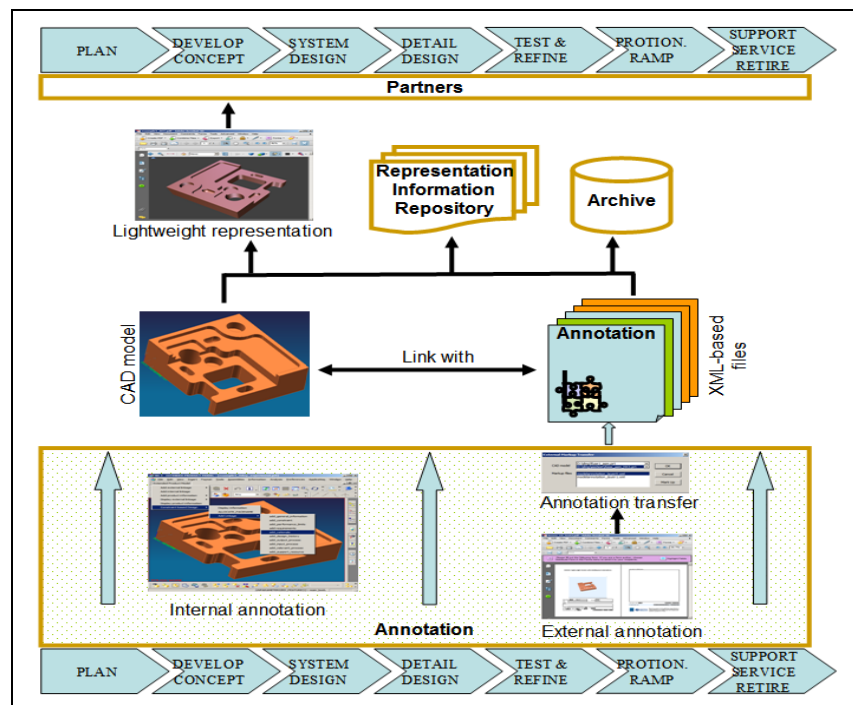 PLAN
DEVELOP
CONCEPT
SYSTEM
DESIGN
DETAIL
DESIGN
TEST &
REFINE
PROTION.
RAMP
SUPPORT
SERVICE
RETIRE
Partners
Lightweight representation
Representation
Information
Repository
Archive
CAD model
Link with
Annotation
XML-based
files
Internal annotation
Annotation transfer
External annotation
Annotation
PLAN
DEVELOP
CONCEPT
SYSTEM
DESIGN
DETAIL
DESIGN
TEST &
REFINE
PROTION.
RAMP
SUPPORT
SERVICE
RETIRE